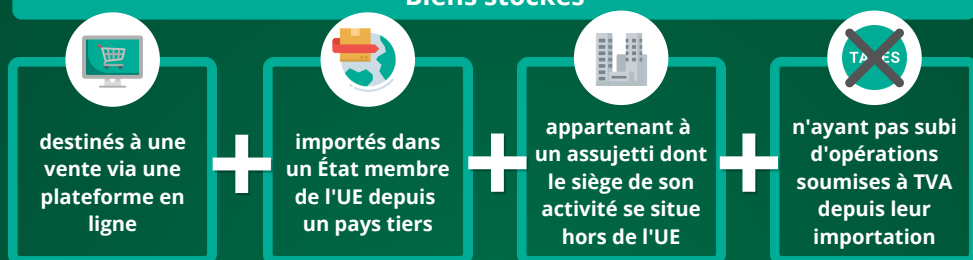 Biens stockés
destinés à une
vente via une
plateforme en
ligne
importés dans
un État membre
de l'UE depuis
un pays tiers
appartenant à
un assujetti dont
le siège de son
activité se situe
hors de l'UE
n'ayant pas subi
d'opérations
soumises à TVA
depuis leur
importation